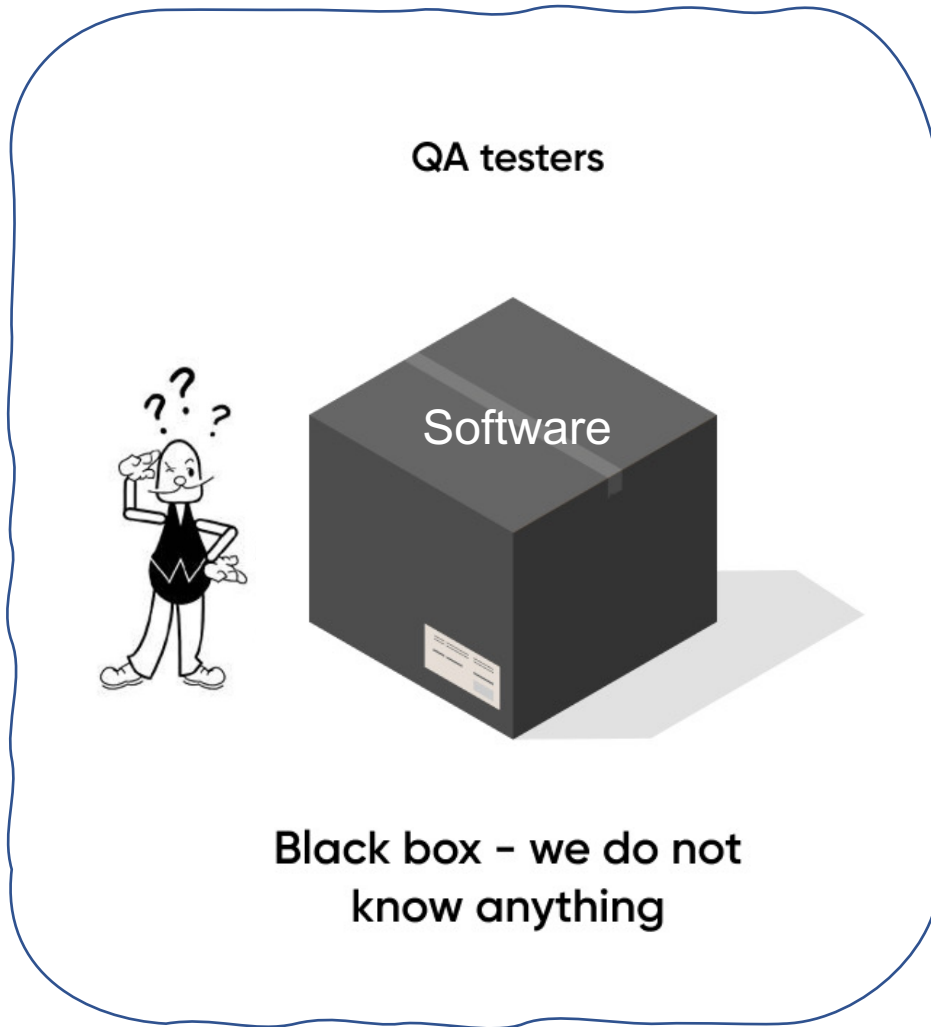 QA testers
? ? ?
Software
Black box - we do not
know anything